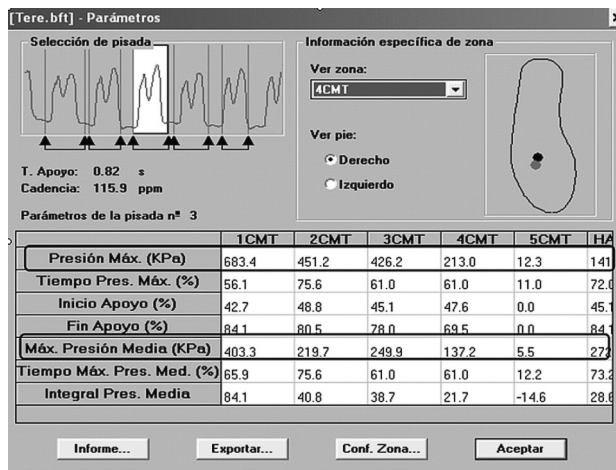 [Tere.bft] - Parámetros
Selección de pisada
Información específica de zona
Ver zona:
4CMT
Ver pie:
Derecho
Izquierdo
T. Apoyo: 0.82 s
Cadencia: 115.9 ppm
Parámetros de la pisada nº 3
1CMT 2CMT 3CMT 4CMT 5CMT HA
Presión Máx. (KPa) 683.4 451.2 426.2 213.0 12.3 141
Tiempo Pres. Máx. (%) 56.1 75.6 61.0 61.0 11.0 72.0
Inicio Apoyo (%) 42.7 48.8 45.1 47.6 0.0 45.1
Fin Apoyo (%) 84.1 80.5 78.0 69.5 0.0 84.1
Máx. Presión Media (KPa) 403.3 219.7 249.9 137.2 5.5 272
Tiempo Máx. Pres. Med. (%) 65.9 75.6 61.0 61.0 12.2 73.2
Integral Pres. Media 84.1 40.8 38.7 21.7 -14.6 28.6
Informe... Exportar... Conf. Zona... Aceptar